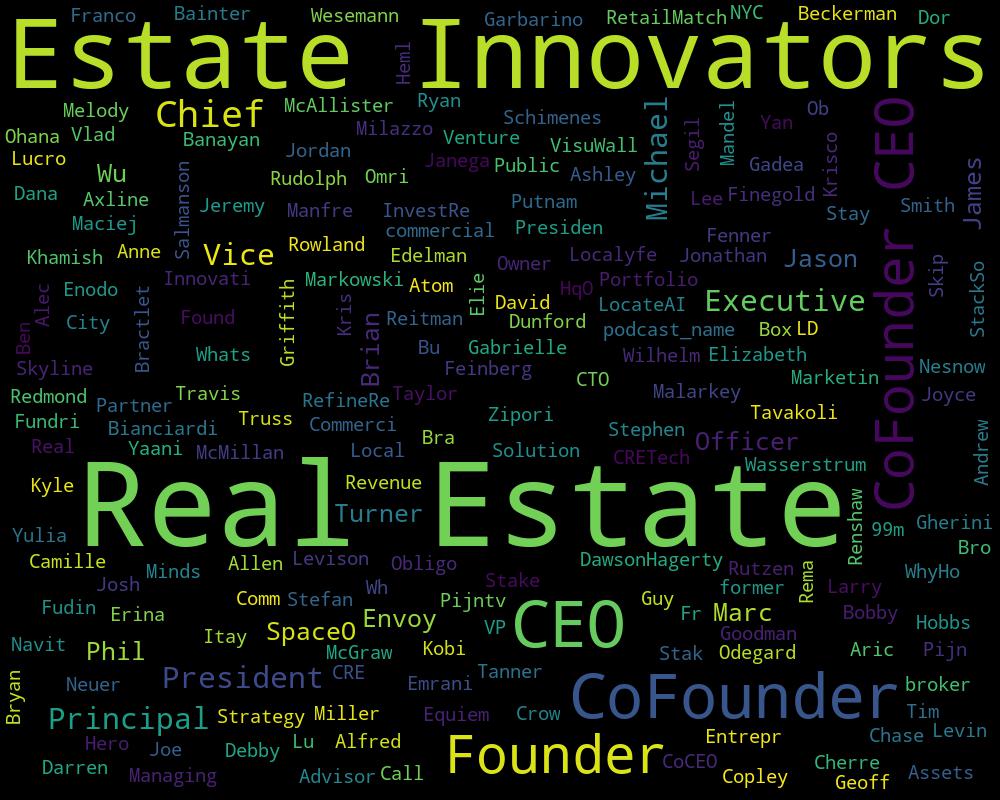 Franco Bainter Wesemann Garbarino RetailMatch NYC Beckerman Dor
Estate Innovators
Heml
Melody Chief McAllister Ryan Schimenes Michael Segil Mandel Yan Ob CoFounder CEO
Ohana Vlad Banayan Milazzo Venture VisuWall Krisco
Lucro Jordan Janega Public Gadea
Wu Rudolph Omri Ashley James
Dana Axline Salmanson Jeremy Manfre InvestRe Putnam Lee Finegold Stay Smith
Maciej commercial Presiden
Khamish Anne Vice Rowland Edelman Owner Localyfe Fenner Jonathan Jason Skip
Innovati Markowski Atom Elie HqO Portfolio StackSo
Alec Enodo Griffith Kris David LocateAI Executive
Ben City Bractlet Found Brian Reitman Dunford podcast_name Box LD
Whats Bu Gabrielle Wilhelm Elizabeth
Skyline Feinberg CTO Marketin Nesnow
Redmond Partner Travis RefineRe Taylor Malarkey Joyce
Fundri Bianciardi Truss Commerci Zipori Tavakoli
Real Yaani McMillan Local Bra Solution Stephen CRETech Officer Andrew
Wasserstrum
Kyle Real Estate Revenue Renshaw
Turner
Yulia 99m Gherini
Camille Minds Allen Levison Obligo DawsonHagerty Rutzen Rema Bro
Josh Wh Stake former Larry WhyHo
Fudin Erina Comm Stefan Envoy Pijntv CEO Guy Fr Marc Bobby Hobbs
Navit Phil Itay SpaceO McGraw Kobi VP Stak Goodman Odegard Aric Pijn
Bryan Neuer President CRE Emrani Tanner CoFounder broker
Principal Strategy Miller Equiem Crow Tim
Hero Joe Debby Lu Alfred Founder Entrepr Chase Levin
Darren Managing Advisor Call CoCEO Copley Cherre Geoff Assets